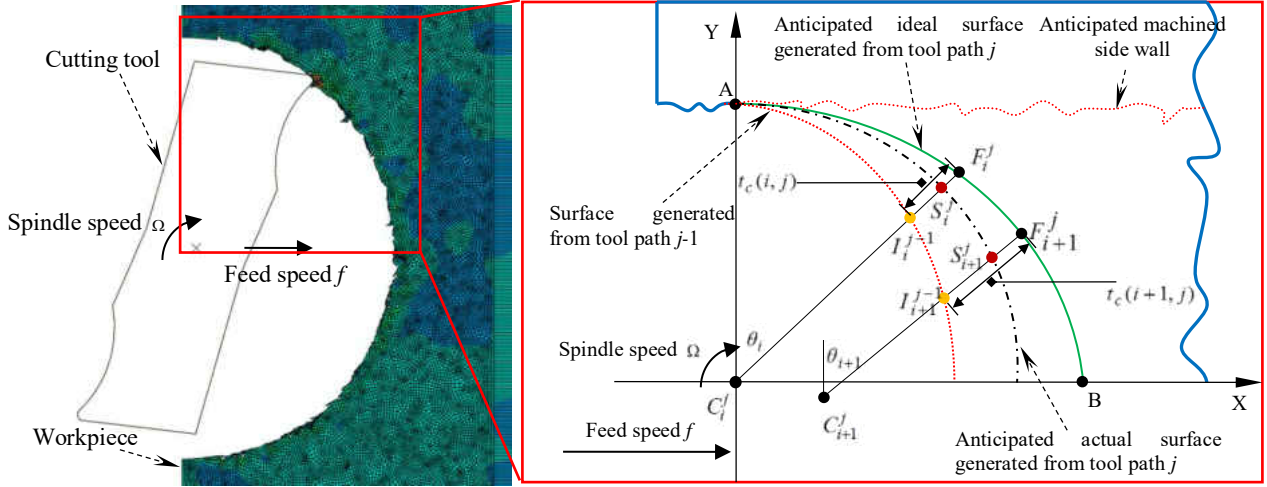 Cutting tool
Spindle speed Ω
Feed speed f
Workpiece
Y
Anticipated ideal surface
generated from tool path j
Anticipated machined
side wall
A
t_c(i, j)
F_i^j
S_i^j
I_i^{j-1}
Surface generated
from tool path j-1
F_{i+1}^j
S_{i+1}^j
I_{i+1}^{j-1}
t_c(i+1, j)
Spindle speed Ω
θ_i
θ_{i+1}
C_i^j
C_{i+1}^j
B
X
Feed speed f
Anticipated actual surface
generated from tool path j